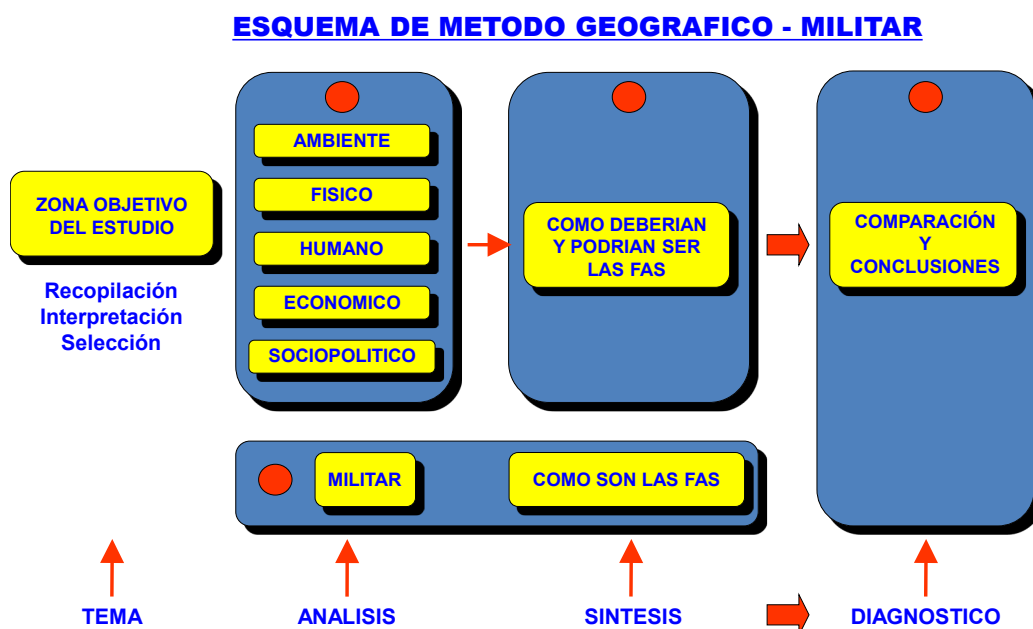 ESQUEMA DE METODO GEOGRAFICO - MILITAR
ZONA OBJETIVO
DEL ESTUDIO
Recopilación
Interpretación
Selección
AMBIENTE
FISICO
HUMANO
ECONOMICO
SOCIOPOLITICO
COMO DEBERIAN
Y PODRIAN SER
LAS FAS
COMPARACIÓN
Y
CONCLUSIONES
MILITAR
COMO SON LAS FAS
TEMA
ANALISIS
SINTESIS
DIAGNOSTICO